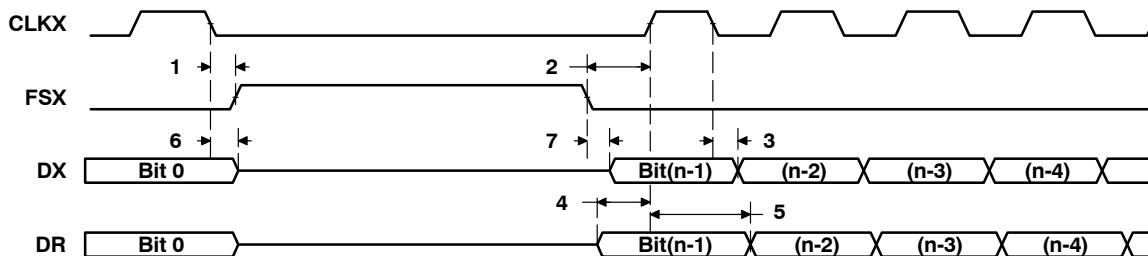 CLKX
1 2
FSX
6 7 3
DX Bit 0 Bit(n-1) (n-2) (n-3) (n-4)
4 5
DR Bit 0 Bit(n-1) (n-2) (n-3) (n-4)